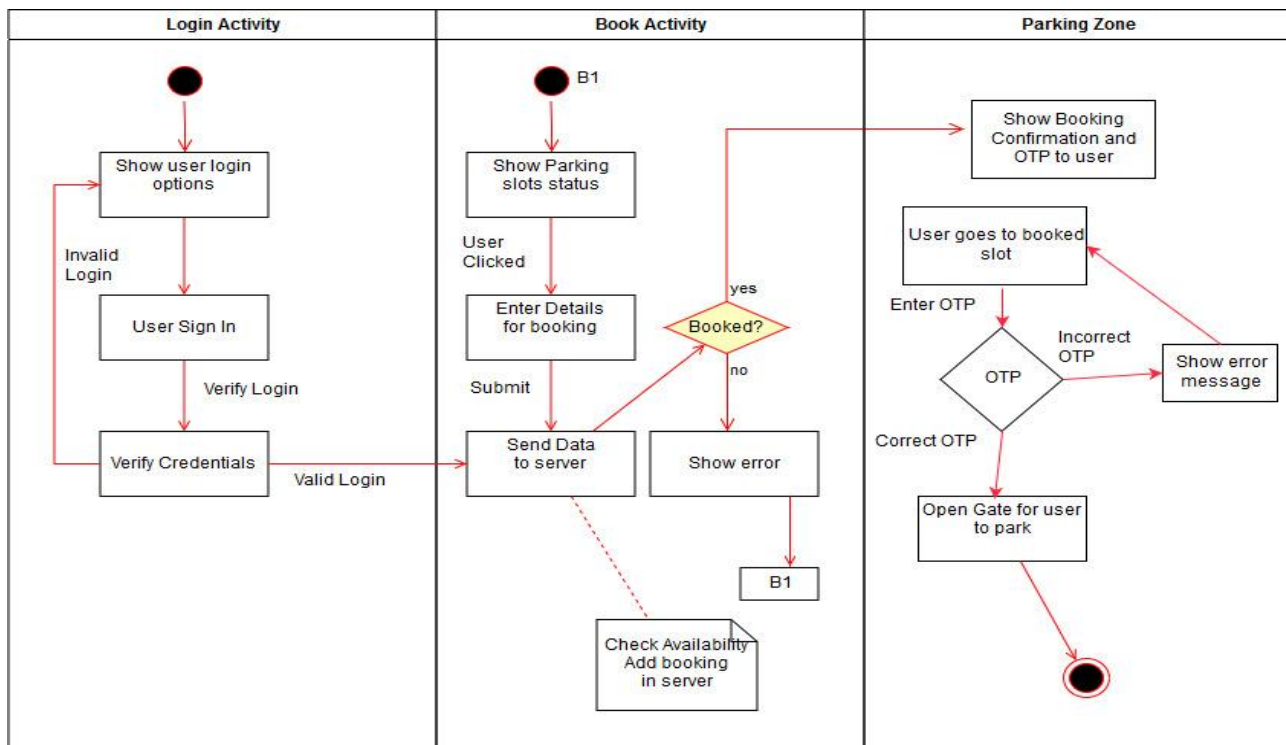 Login Activity
Book Activity
Parking Zone
Show user login
options
Invalid
Login
User Sign In
Verify Login
Verify Credentials
Valid Login
B1
Show Parking
slots status
User
Clicked
Enter Details
for booking
Submit
Send Data
to server
Booked?
yes
no
Show error
B1
Check Availability
Add booking
in server
Show Booking
Confirmation and
OTP to user
User goes to booked
slot
Enter OTP
OTP
Incorrect
OTP
Show error
message
Correct OTP
Open Gate for user
to park